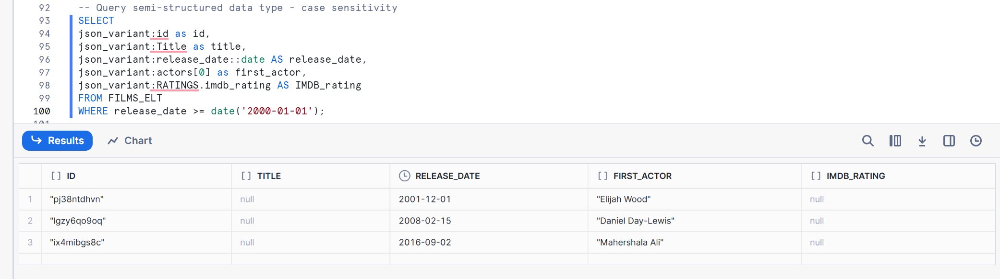 92 -- Query semi-structured data type - case sensitivity
93 SELECT
94 json_variant:id as id,
95 json_variant:Title as title,
96 json_variant:release_date::date AS release_date,
97 json_variant:actors[0] as first_actor,
98 json_variant:RATINGS.imdb_rating AS IMDB_rating
99 FROM FILMS_ELT
100 WHERE release_date >= date('2000-01-01');
101
Results Chart
[] ID [] TITLE RELEASE_DATE [] FIRST_ACTOR [] IMDB_RATING
1 "pj38ntdhvn" null 2001-12-01 "Elijah Wood" null
2 "lgzy6qo9oq" null 2008-02-15 "Daniel Day-Lewis" null
3 "ix4mibgs8c" null 2016-09-02 "Mahershala Ali" null